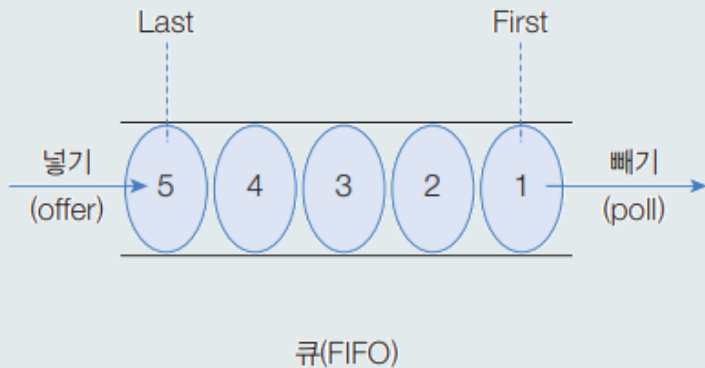 Last
First
넣기
(offer)
5 4 3 2 1
빼기
(poll)
큐(FIFO)